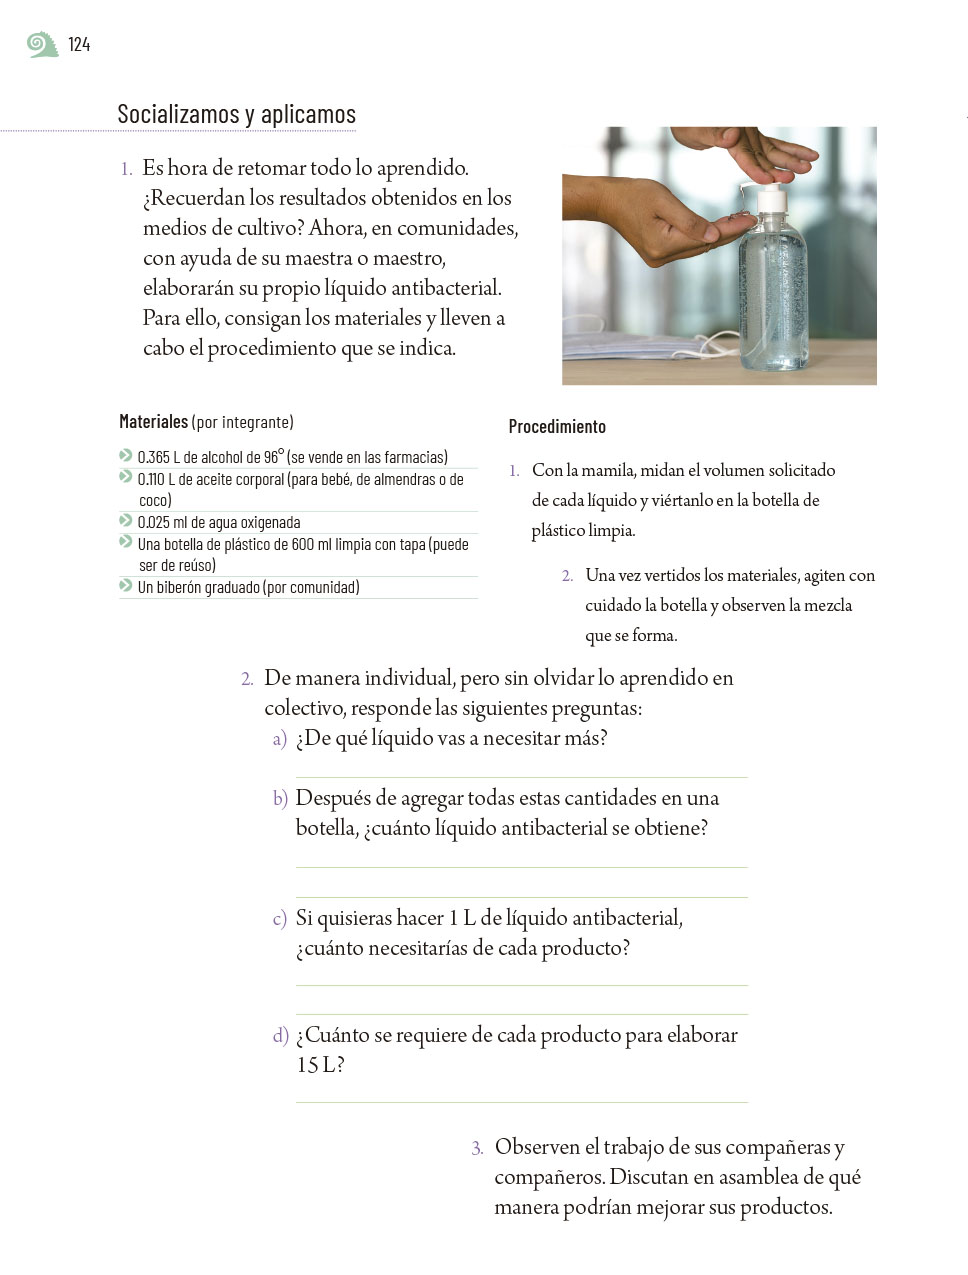 124
Socializamos y aplicamos
1. Es hora de retomar todo lo aprendido.
¿Recuerdan los resultados obtenidos en los
medios de cultivo? Ahora, en comunidades,
con ayuda de su maestra o maestro,
elaborarán su propio líquido antibacterial.
Para ello, consigan los materiales y lleven a
cabo el procedimiento que se indica.
Materiales (por integrante)
0.365 L de alcohol de 96° (se vende en las farmacias)
0.110 L de aceite corporal (para bebé, de almendras o de
coco)
0.025 ml de agua oxigenada
Una botella de plástico de 600 ml limpia con tapa (puede
ser de reúso)
Un biberón graduado (por comunidad)
Procedimiento
1. Con la mamila, midan el volumen solicitado
de cada líquido y viértanlo en la botella de
plástico limpia.
2. Una vez vertidos los materiales, agiten con
cuidado la botella y observen la mezcla
que se forma.
2. De manera individual, pero sin olvidar lo aprendido en
colectivo, responde las siguientes preguntas:
a) ¿De qué líquido vas a necesitar más?
b) Después de agregar todas estas cantidades en una
botella, ¿cuánto líquido antibacterial se obtiene?
c) Si quisieras hacer 1 L de líquido antibacterial,
¿cuánto necesitarías de cada producto?
d) ¿Cuánto se requiere de cada producto para elaborar
15 L?
3. Observen el trabajo de sus compañeras y
compañeros. Discutan en asamblea de qué
manera podrían mejorar sus productos.